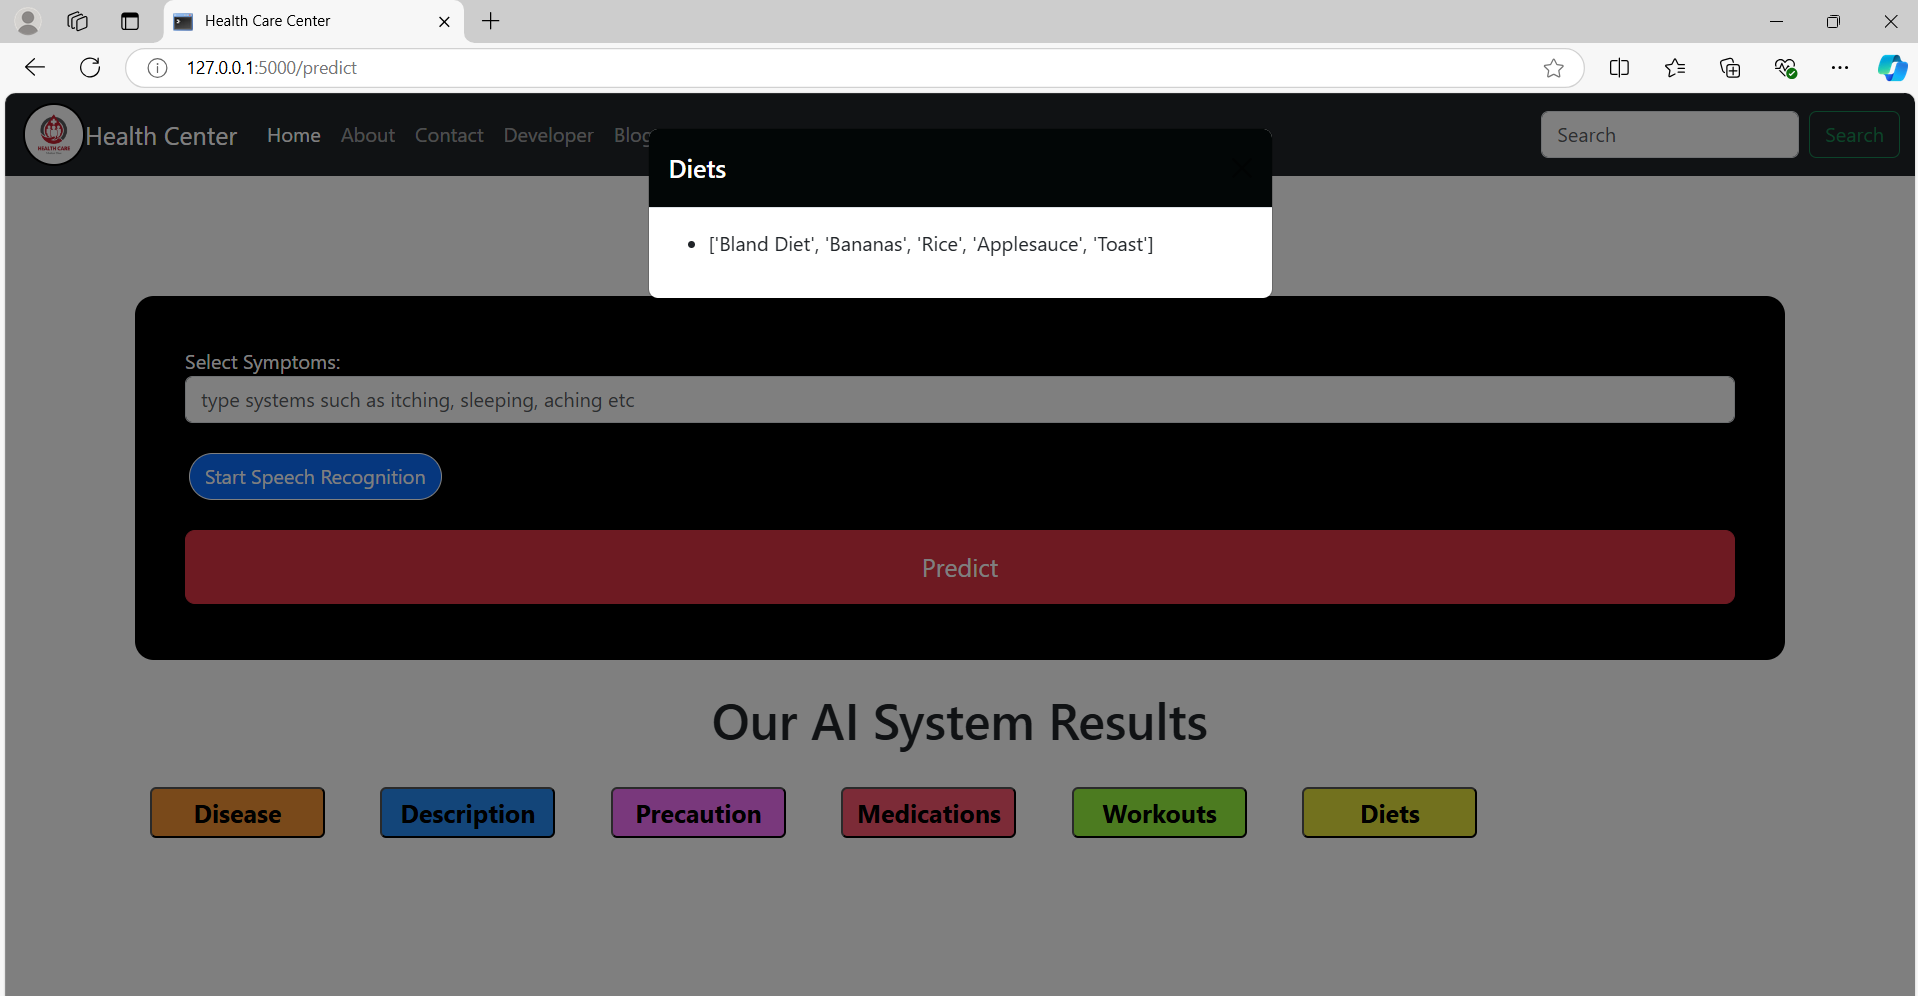 Health Care Center
127.0.0.1:5000/predict
HEALTH CARE
Health Center Home About Contact Developer Blog
Search
Search
Diets
• ['Bland Diet', 'Bananas', 'Rice', 'Applesauce', 'Toast']
Select Symptoms:
type systems such as itching, sleeping, aching etc
Start Speech Recognition
Predict
Our AI System Results
Disease Description Precaution Medications Workouts Diets